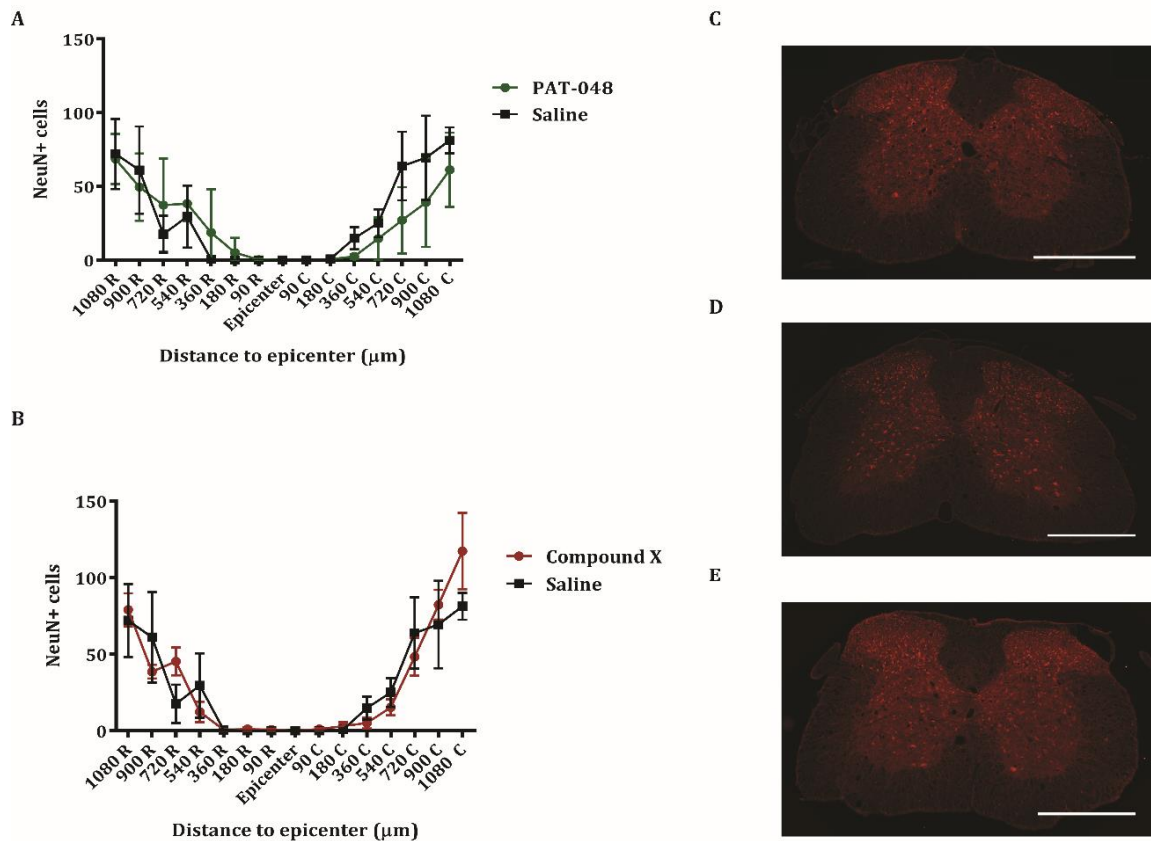 A
150
100
50
0
NeuN+ cells
1080 R
900 R
720 R
540 R
360 R
180 R
90 R
Epicenter
90 C
180 C
360 C
540 C
720 C
900 C
1080 C
Distance to epicenter (μm)
PAT-048
Saline
B
150
100
50
0
NeuN+ cells
1080 R
900 R
720 R
540 R
360 R
180 R
90 R
Epicenter
90 C
180 C
360 C
540 C
720 C
900 C
1080 C
Distance to epicenter (μm)
Compound X
Saline
C
D
E